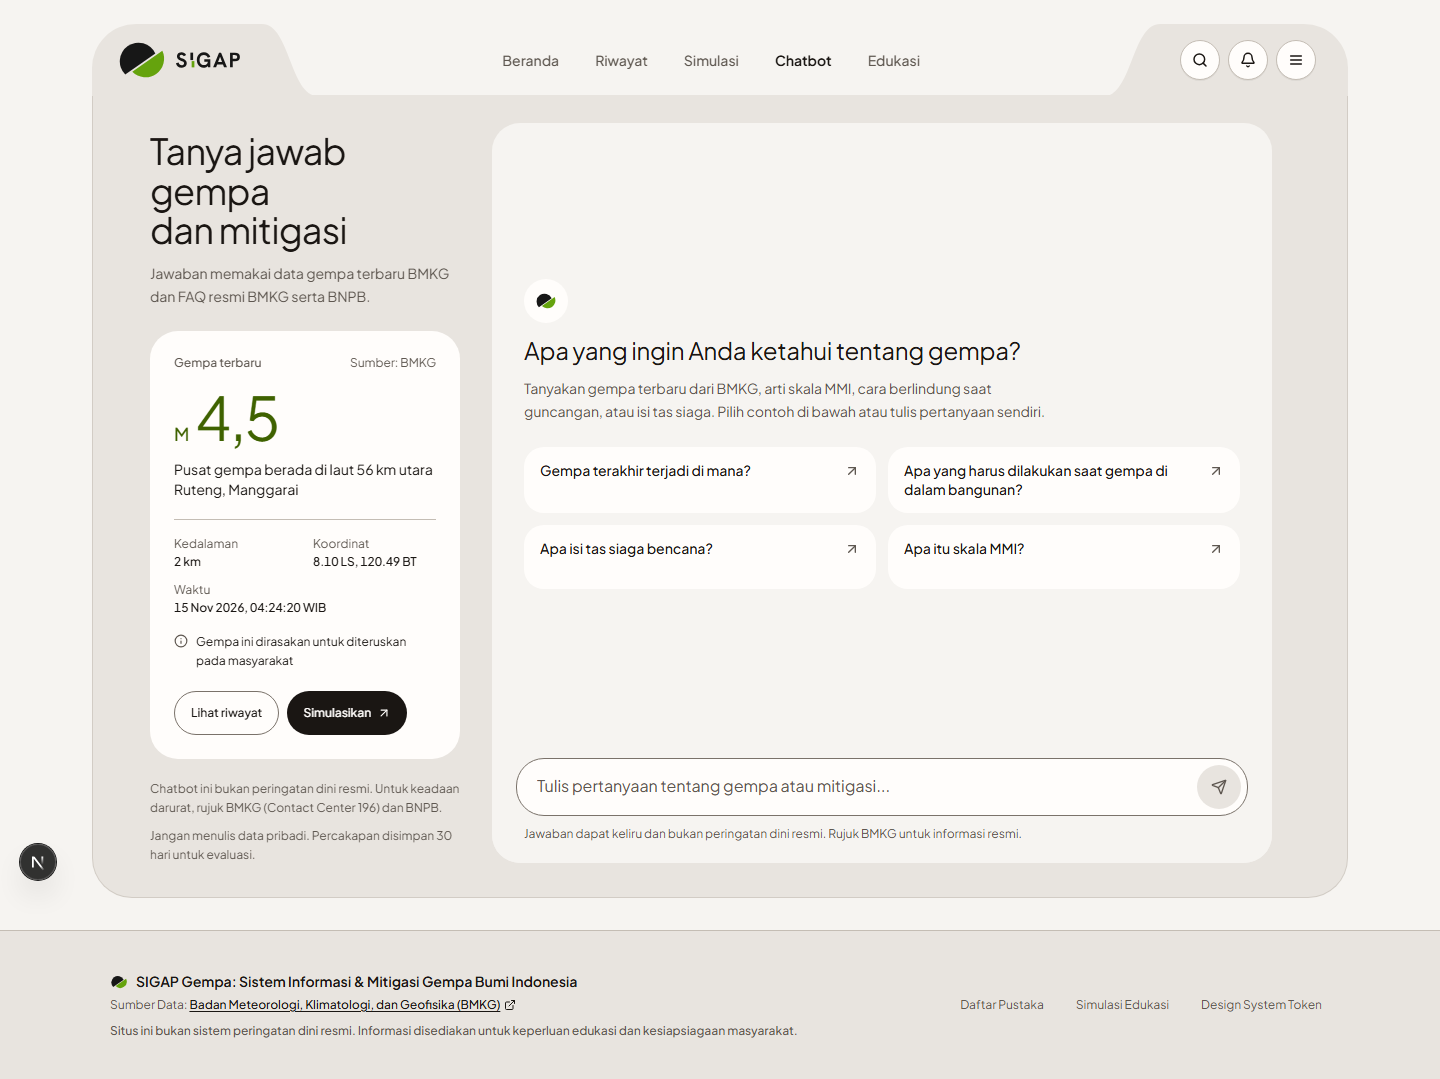 SIGAP
Beranda
Riwayat
Simulasi
Chatbot
Edukasi
Tanya jawab
gempa
dan mitigasi
Jawaban memakai data gempa terbaru BMKG
dan FAQ resmi BMKG serta BNPB.
Gempa terbaru
Sumber: BMKG
M 4,5
Pusat gempa berada di laut 56 km utara
Ruteng, Manggarai
Kedalaman
2 km
Koordinat
8.10 LS, 120.49 BT
Waktu
15 Nov 2026, 04:24:20 WIB
Gempa ini dirasakan untuk diteruskan
pada masyarakat
Lihat riwayat
Simulasikan
Chatbot ini bukan peringatan dini resmi. Untuk keadaan
darurat, rujuk BMKG (Contact Center 196) dan BNPB.
Jangan menulis data pribadi. Percakapan disimpan 30
hari untuk evaluasi.
Apa yang ingin Anda ketahui tentang gempa?
Tanyakan gempa terbaru dari BMKG, arti skala MMI, cara berlindung saat
guncangan, atau isi tas siaga. Pilih contoh di bawah atau tulis pertanyaan sendiri.
Gempa terakhir terjadi di mana?
Apa yang harus dilakukan saat gempa di
dalam bangunan?
Apa isi tas siaga bencana?
Apa itu skala MMI?
Tulis pertanyaan tentang gempa atau mitigasi...
Jawaban dapat keliru dan bukan peringatan dini resmi. Rujuk BMKG untuk informasi resmi.
N
SIGAP Gempa: Sistem Informasi & Mitigasi Gempa Bumi Indonesia
Sumber Data: Badan Meteorologi, Klimatologi, dan Geofisika (BMKG)
Situs ini bukan sistem peringatan dini resmi. Informasi disediakan untuk keperluan edukasi dan kesiapsiagaan masyarakat.
Daftar Pustaka
Simulasi Edukasi
Design System Token